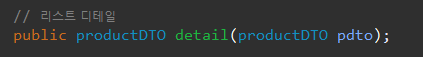 // 리스트 디테일
public productDTO detail(productDTO pdto);